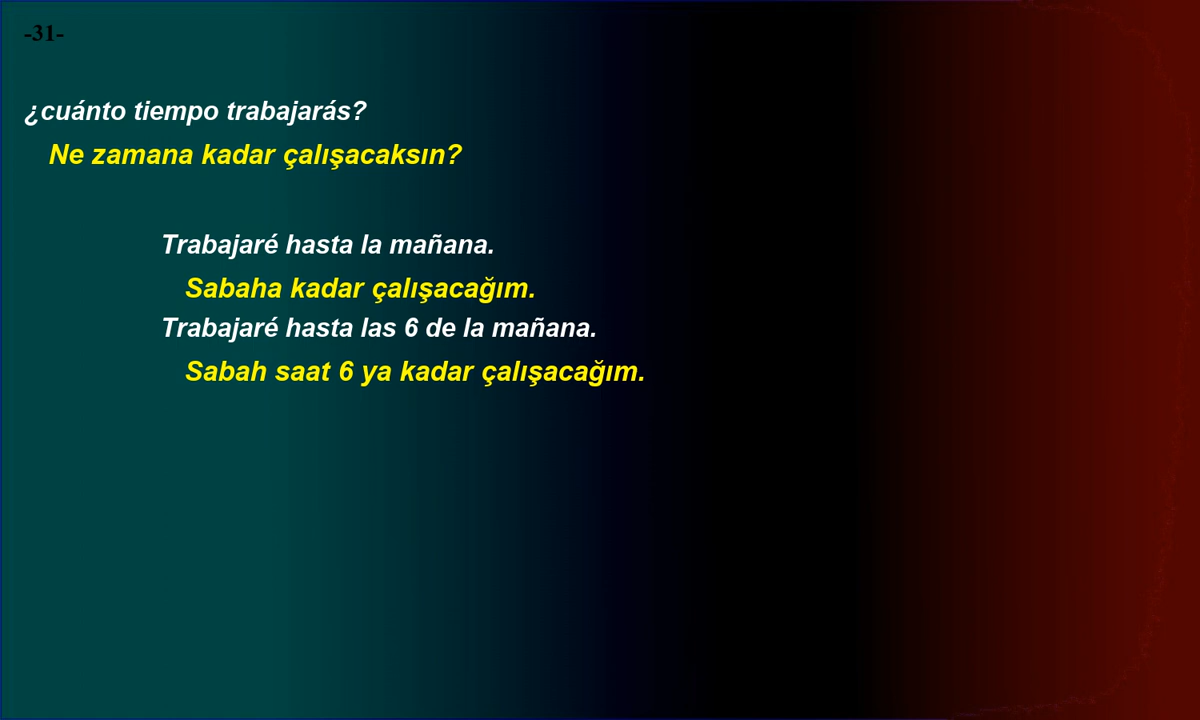 -31-
¿cuánto tiempo trabajarás?
Ne zamana kadar çalışacaksın?
Trabajaré hasta la mañana.
Sabaha kadar çalışacağım.
Trabajaré hasta las 6 de la mañana.
Sabah saat 6 ya kadar çalışacağım.